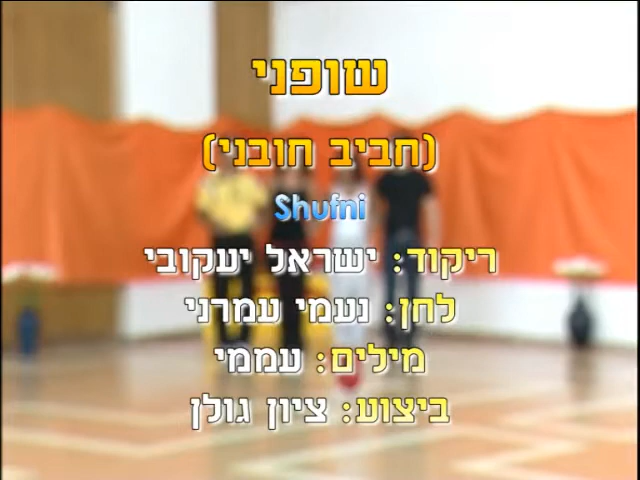 שופני
(חביב חובני)
Shufni
ריקוד: ישראל יעקובי
לחן: נעמי עמרני
מילים: עממי
ביצוע: ציון גולן